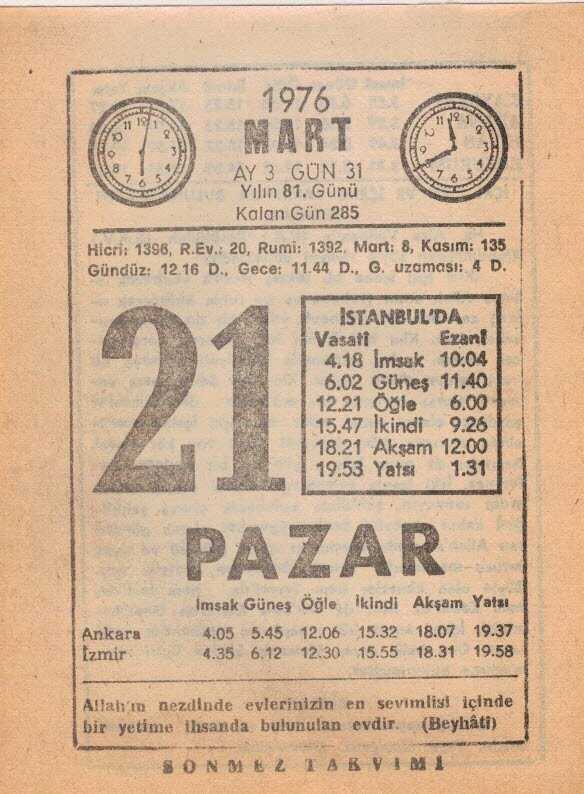 1976
MART
AY 3 GÜN 31
Yılın 81. Günü
Kalan Gün 285
Hicri: 1396, R.Ev.: 20, Rumi: 1392, Mart: 8, Kasım: 135
Gündüz: 12.16 D., Gece: 11.44 D., G. uzaması: 4 D.
21
İSTANBUL'DA
Vasati Ezani
4.18 İmsak 10.04
6.02 Güneş 11.40
12.21 Öğle 6.00
15.47 İkindi 9.26
18.21 Akşam 12.00
19.53 Yatsı 1.31
PAZAR
İmsak Güneş Öğle İkindi Akşam Yatsı
Ankara 4.05 5.45 12.06 15.32 18.07 19.37
İzmir 4.35 6.12 12.30 15.55 18.31 19.58
Allah'ın nezdinde evlerinizin en sevimlisi içinde
bir yetime ihsanda bulunulan evdir. (Beyhâti)
SÖNMEZ TAKVİMİ